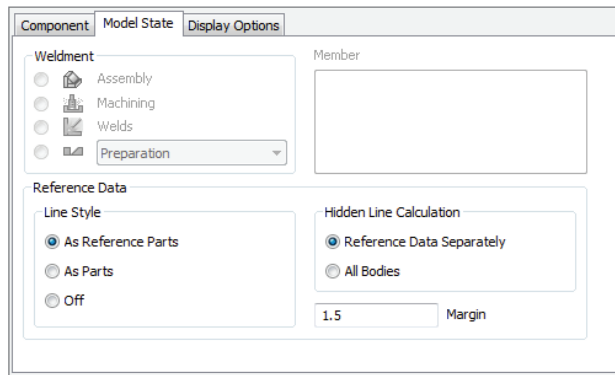 Component Model State Display Options
Weldment
Assembly
Machining
Welds
Preparation
Member
Reference Data
Line Style
As Reference Parts
As Parts
Off
Hidden Line Calculation
Reference Data Separately
All Bodies
1.5 Margin